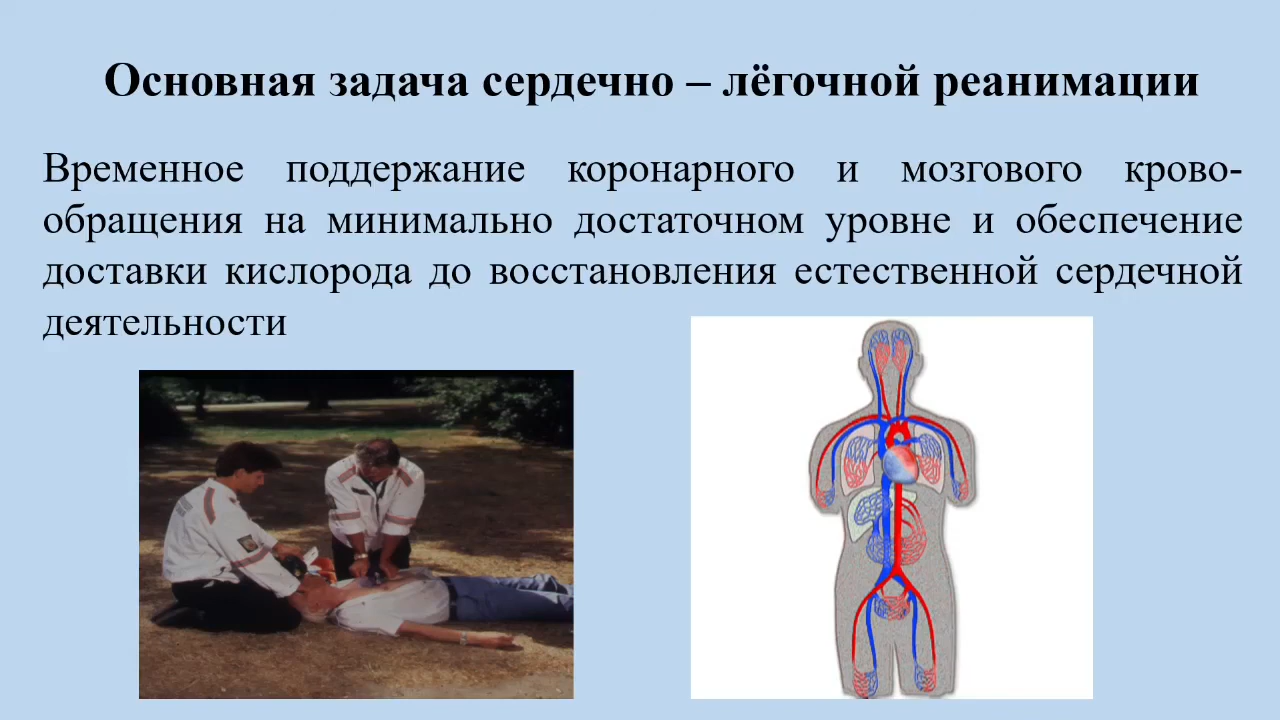 Основная задача сердечно – лёгочной реанимации
Временное поддержание коронарного и мозгового крово-
обращения на минимально достаточном уровне и обеспечение
доставки кислорода до восстановления естественной сердечной
деятельности